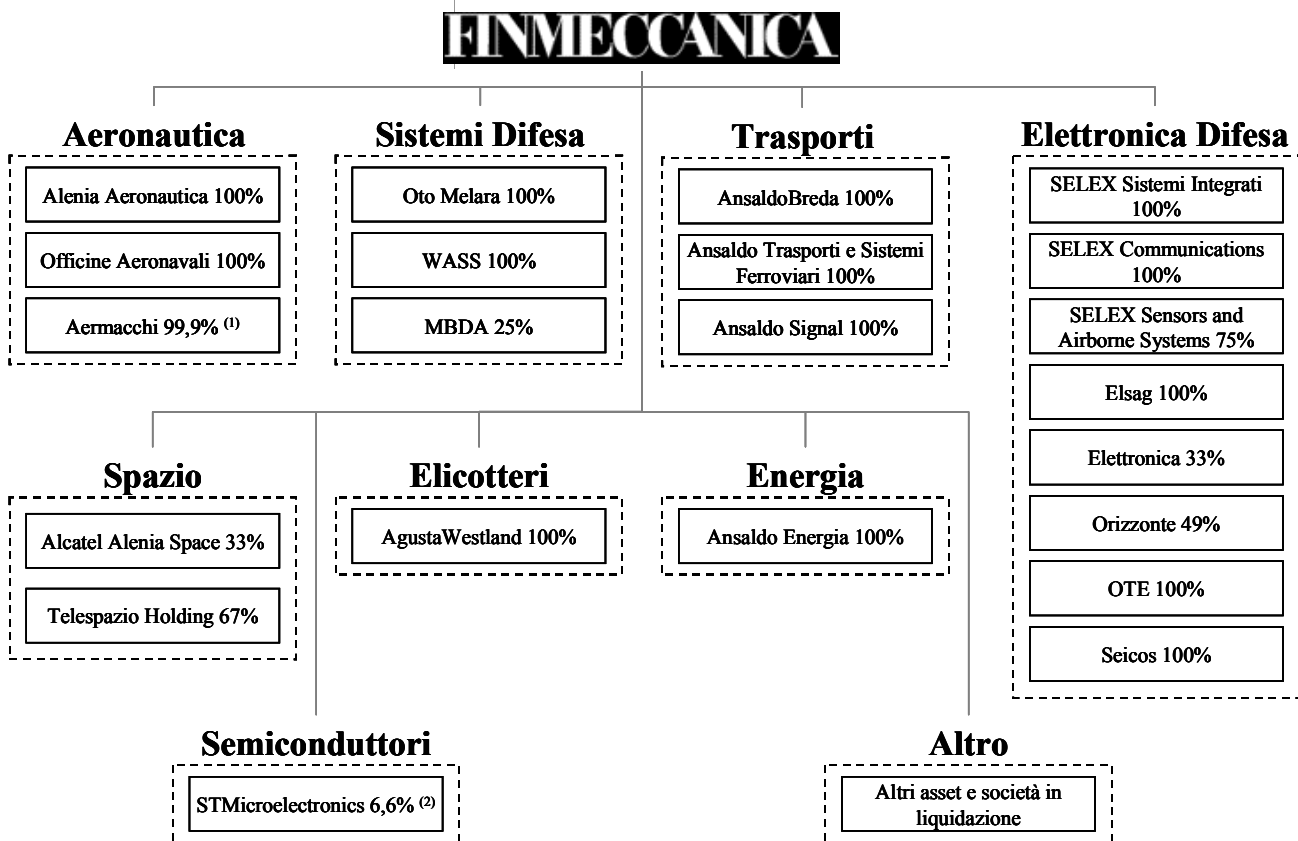 FINMECCANICA
Aeronautica
Alenia Aeronautica 100%
Officine Aeronavali 100%
Aermacchi 99,9% (1)
Sistemi Difesa
Oto Melara 100%
WASS 100%
MBDA 25%
Trasporti
AnsaldoBreda 100%
Ansaldo Trasporti e Sistemi
Ferroviari 100%
Ansaldo Signal 100%
Elettronica Difesa
SELEX Sistemi Integrati
100%
SELEX Communications
100%
SELEX Sensors and
Airborne Systems 75%
Elsag 100%
Elettronica 33%
Orizzonte 49%
OTE 100%
Seicos 100%
Spazio
Alcatel Alenia Space 33%
Telespazio Holding 67%
Elicotteri
AgustaWestland 100%
Energia
Ansaldo Energia 100%
Semiconduttori
STMicroelectronics 6,6% (2)
Altro
Altri asset e società in
liquidazione